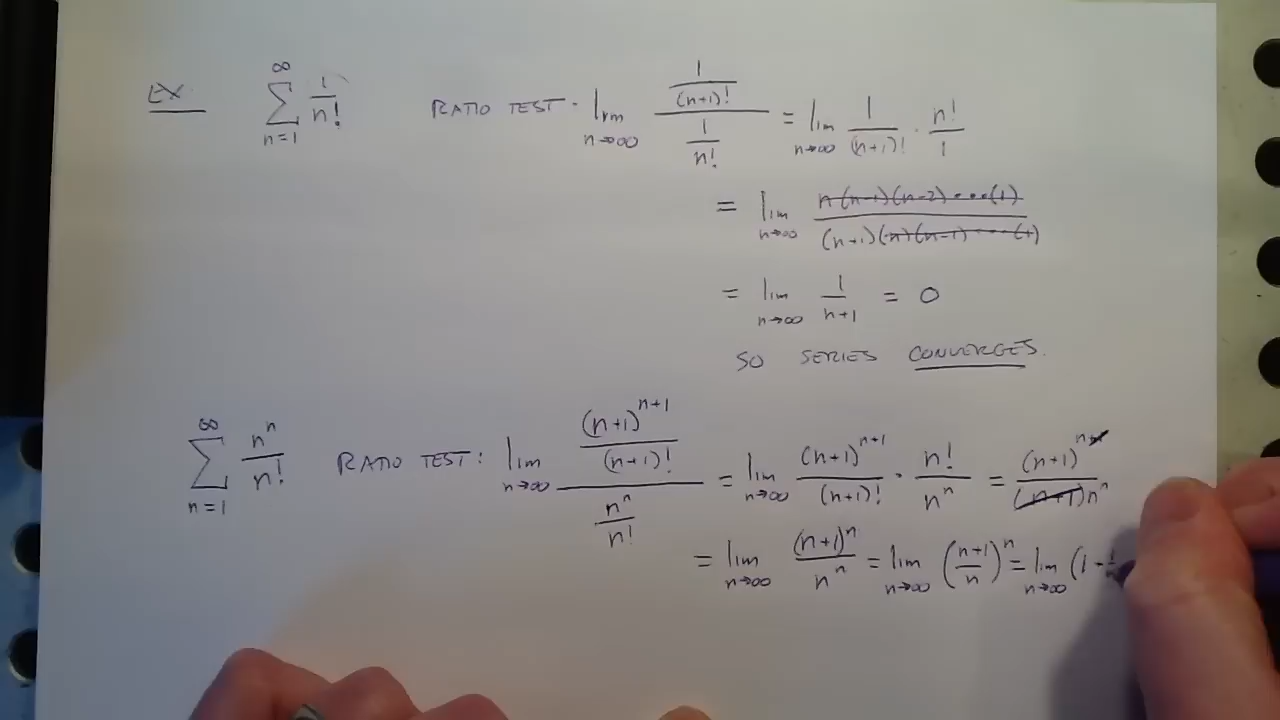 EX ∑_{n=1}^{∞} 1/n! RATIO TEST: lim_{n→∞} (1/(n+1)!)/(1/n!) = lim_{n→∞} 1/(n+1)! · n!/1
= lim_{n→∞} n(n-1)(n-2)···(1)/(n+1)(n)(n-1)····(1)
= lim_{n→∞} 1/(n+1) = 0
SO SERIES CONVERGES.
∑_{n=1}^{∞} n^n/n! RATIO TEST: lim_{n→∞} ((n+1)^{n+1}/(n+1)!)/(n^n/n!) = lim_{n→∞} (n+1)^{n+1}/(n+1)! · n!/n^n = (n+1)^{n+1}/(n+1)n^n
= lim_{n→∞} (n+1)^n/n^n = lim_{n→∞} ((n+1)/n)^n = lim_{n→∞} (1